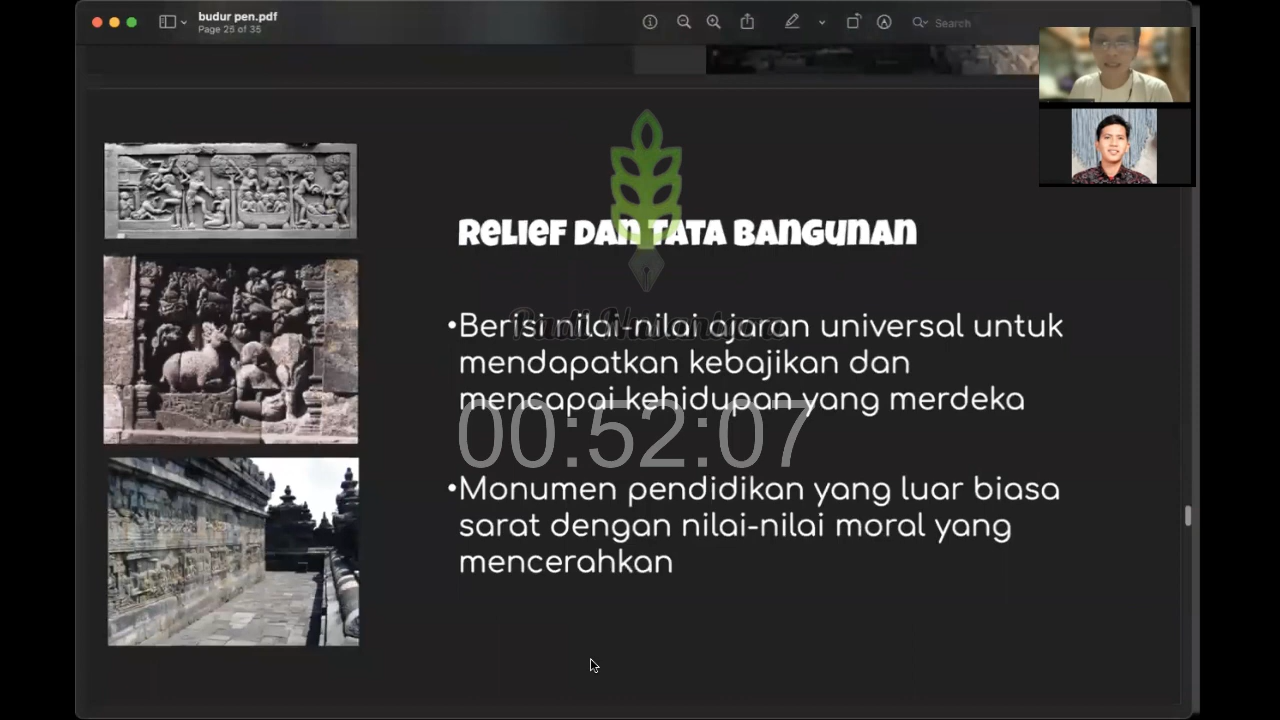 budur pen.pdf
Page 25 of 35
Search
Relief dan Tata Bangunan
•Berisi nilai-nilai ajaran universal untuk
mendapatkan kebajikan dan
mencapai kehidupan yang merdeka
00:52:07
•Monumen pendidikan yang luar biasa
sarat dengan nilai-nilai moral yang
mencerahkan